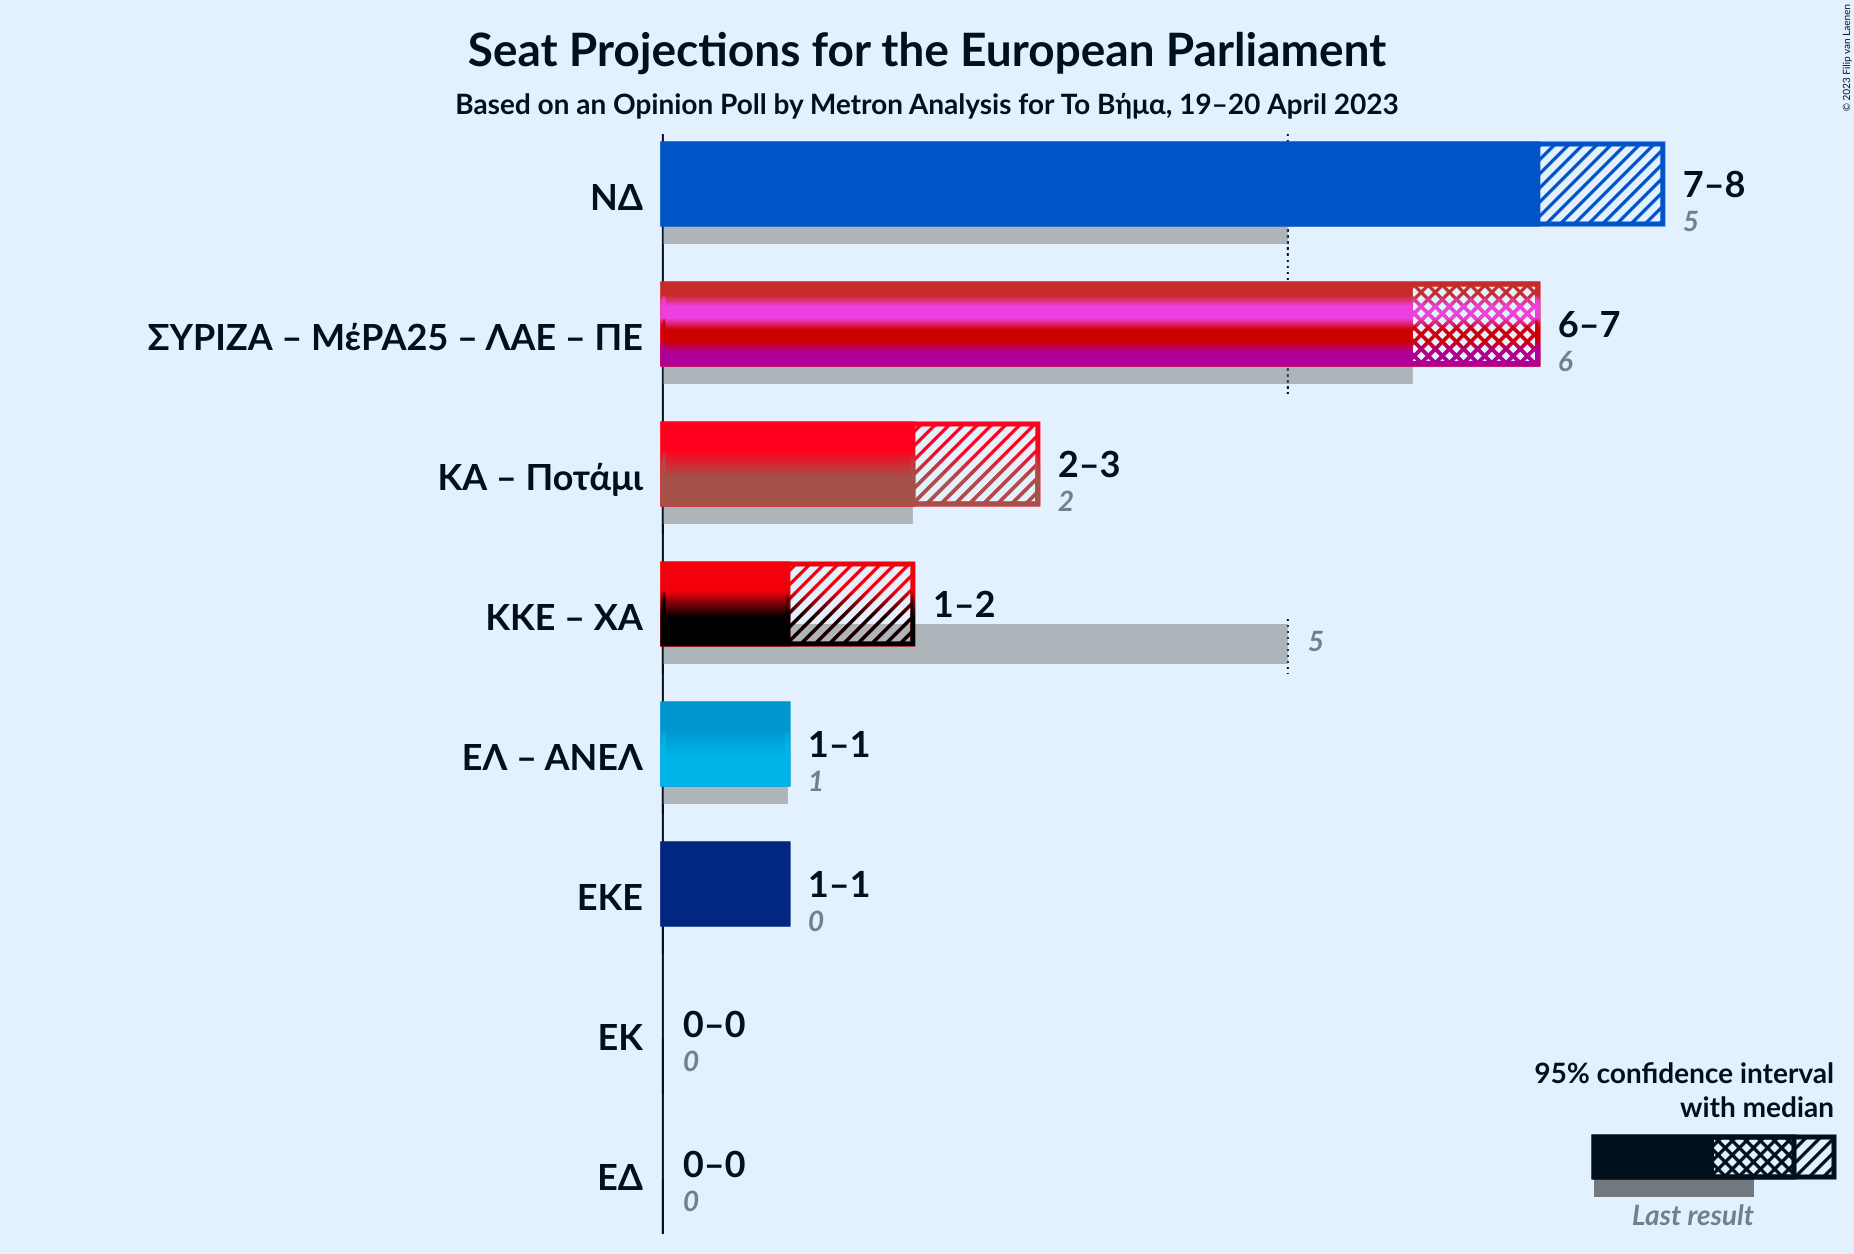 Seat Projections for the European Parliament
Based on an Opinion Poll by Metron Analysis for Το Βήμα, 19–20 April 2023
© 2023 Filip van Laenen
ΝΔ
7–8
5
ΣΥΡΙΖΑ – ΜέΡΑ25 – ΛΑΕ – ΠΕ
6–7
6
ΚΑ – Ποτάμι
2–3
2
ΚΚΕ – ΧΑ
1–2
5
ΕΛ – ΑΝΕΛ
1–1
1
ΕΚΕ
1–1
0
ΕΚ
0–0
0
ΕΔ
0–0
0
95% confidence interval
with median
Last result